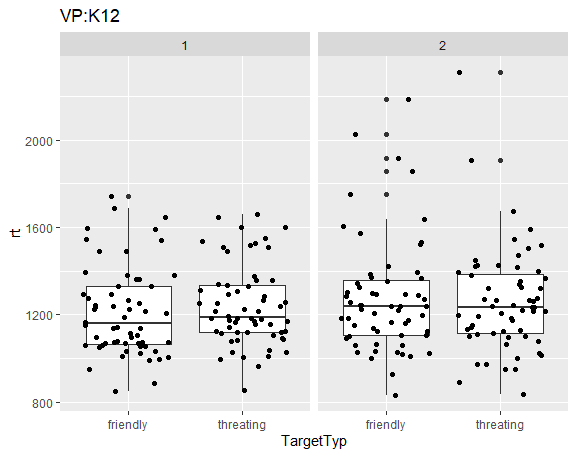 VP:K12
1 2
rt
2000
1600
1200
800
friendly threating friendly threating
TargetTyp